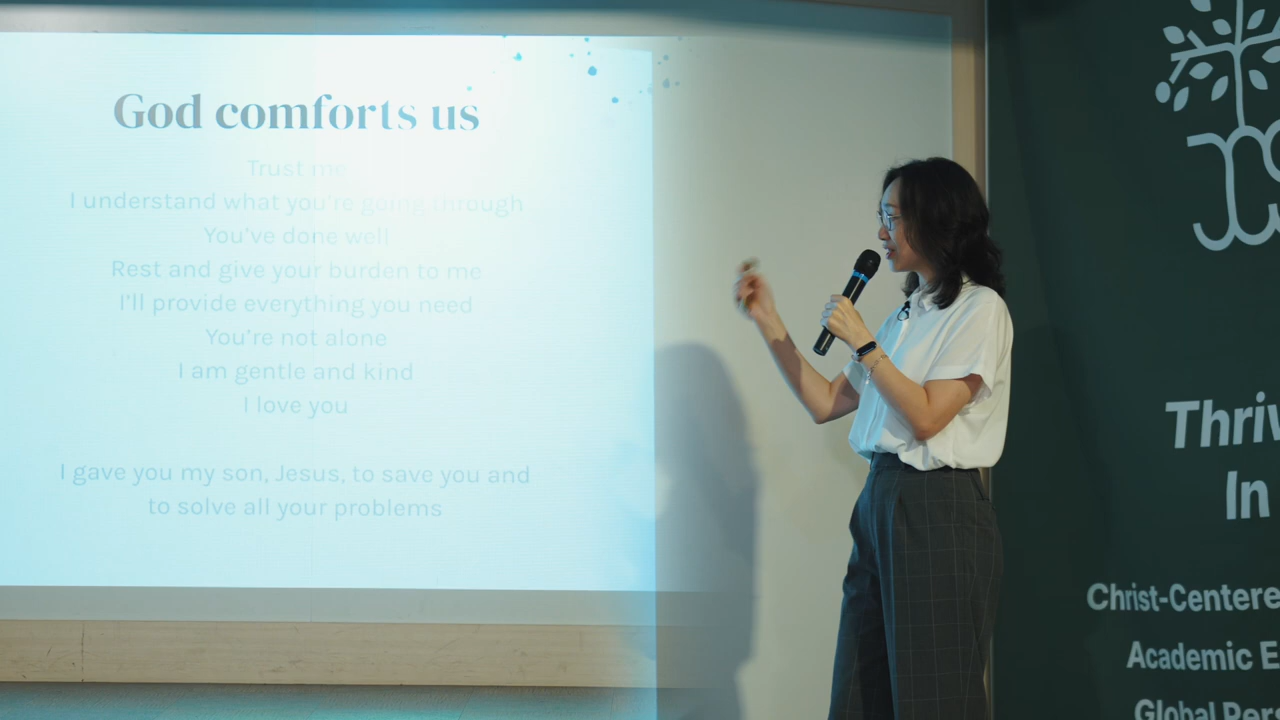 God comforts us
Trust me
I understand what you're going through
You've done well
Rest and give your burden to me
I'll provide everything you need
You're not alone
I am gentle and kind
I love you
I gave you my son, Jesus, to save you and
to solve all your problems
Thriv
In
Christ-Centere
Academic E
Global Pers